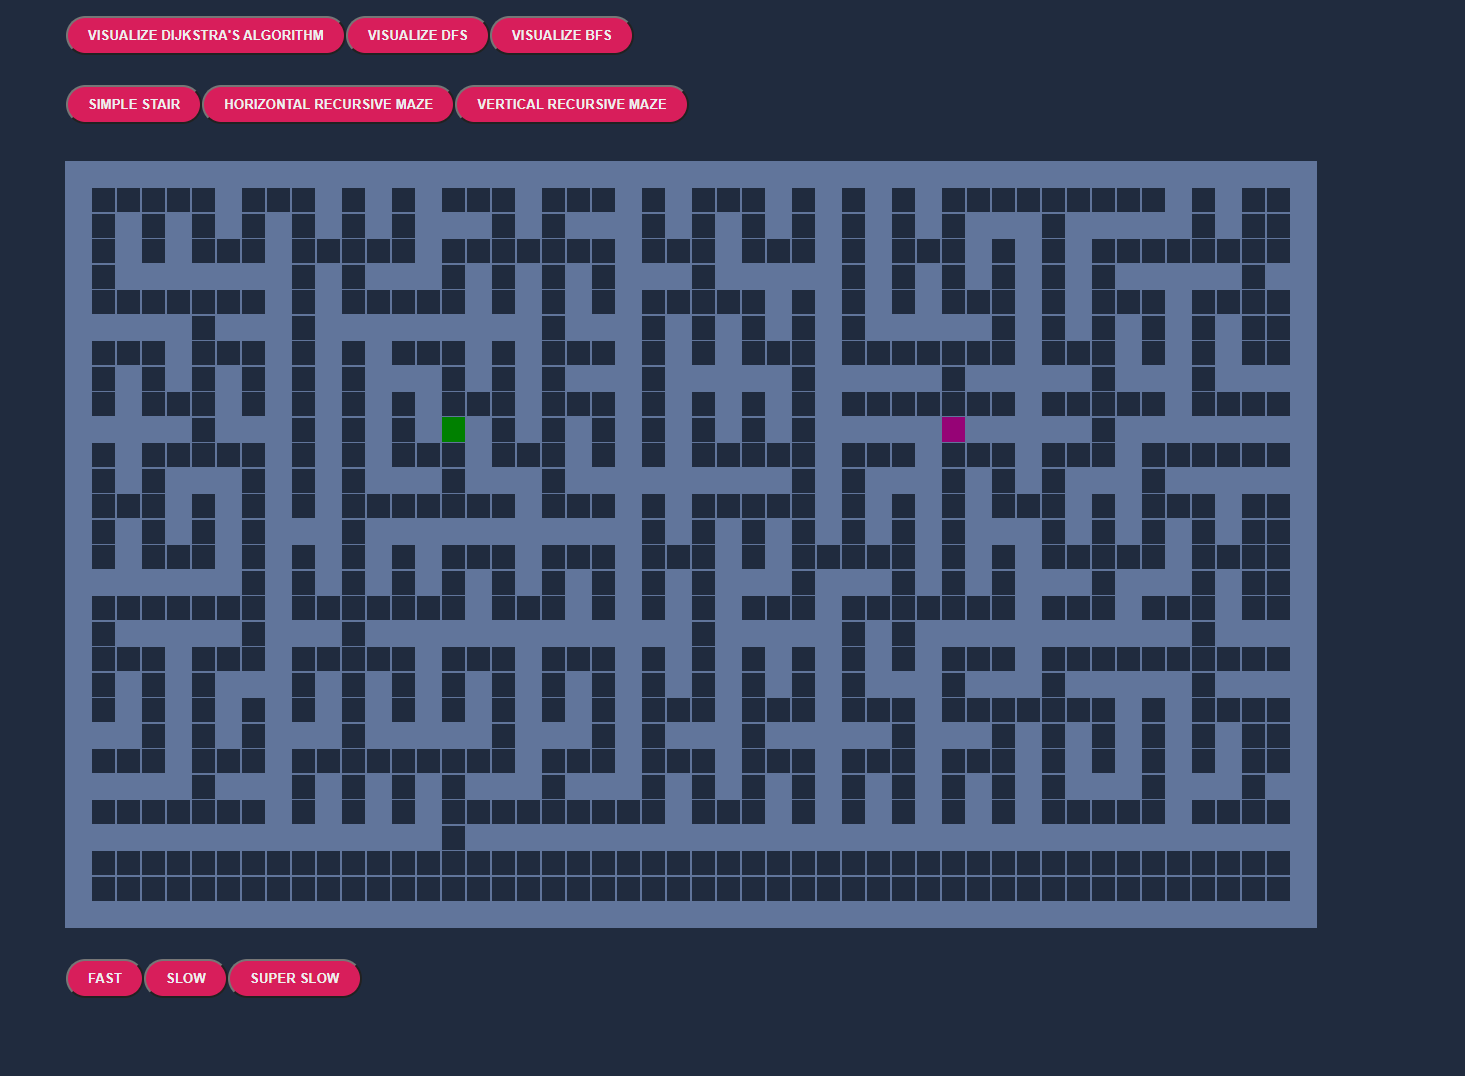 VISUALIZE DIJKSTRA'S ALGORITHM VISUALIZE DFS VISUALIZE BFS
SIMPLE STAIR HORIZONTAL RECURSIVE MAZE VERTICAL RECURSIVE MAZE
FAST SLOW SUPER SLOW